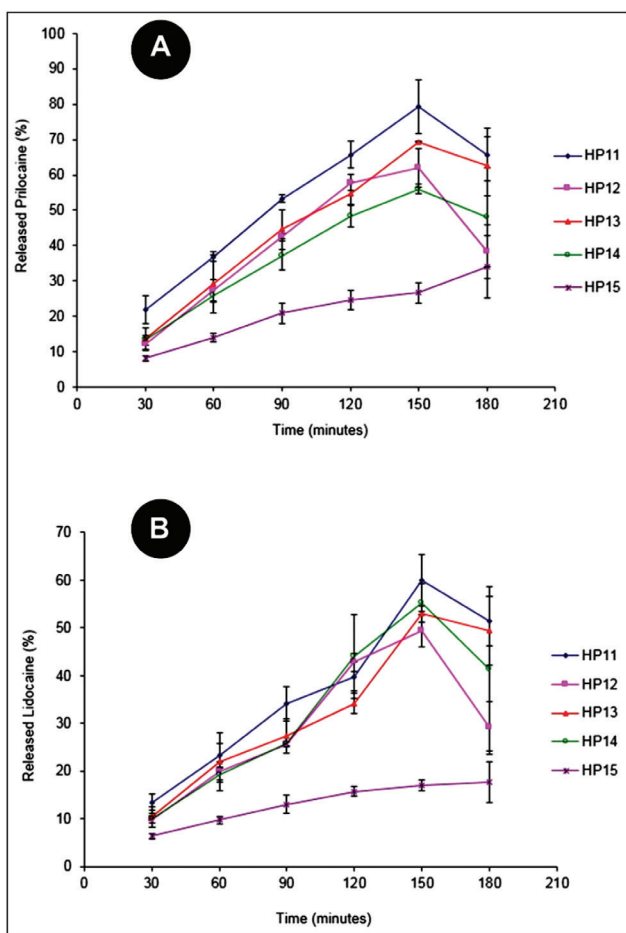 A
Released Prilocaine (%)
100
90
80
70
60
50
40
30
20
10
0
0 30 60 90 120 150 180 210
Time (minutes)
HP11
HP12
HP13
HP14
HP15
B
Released Lidocaine (%)
70
60
50
40
30
20
10
0
0 30 60 90 120 150 180 210
Time (minutes)
HP11
HP12
HP13
HP14
HP15